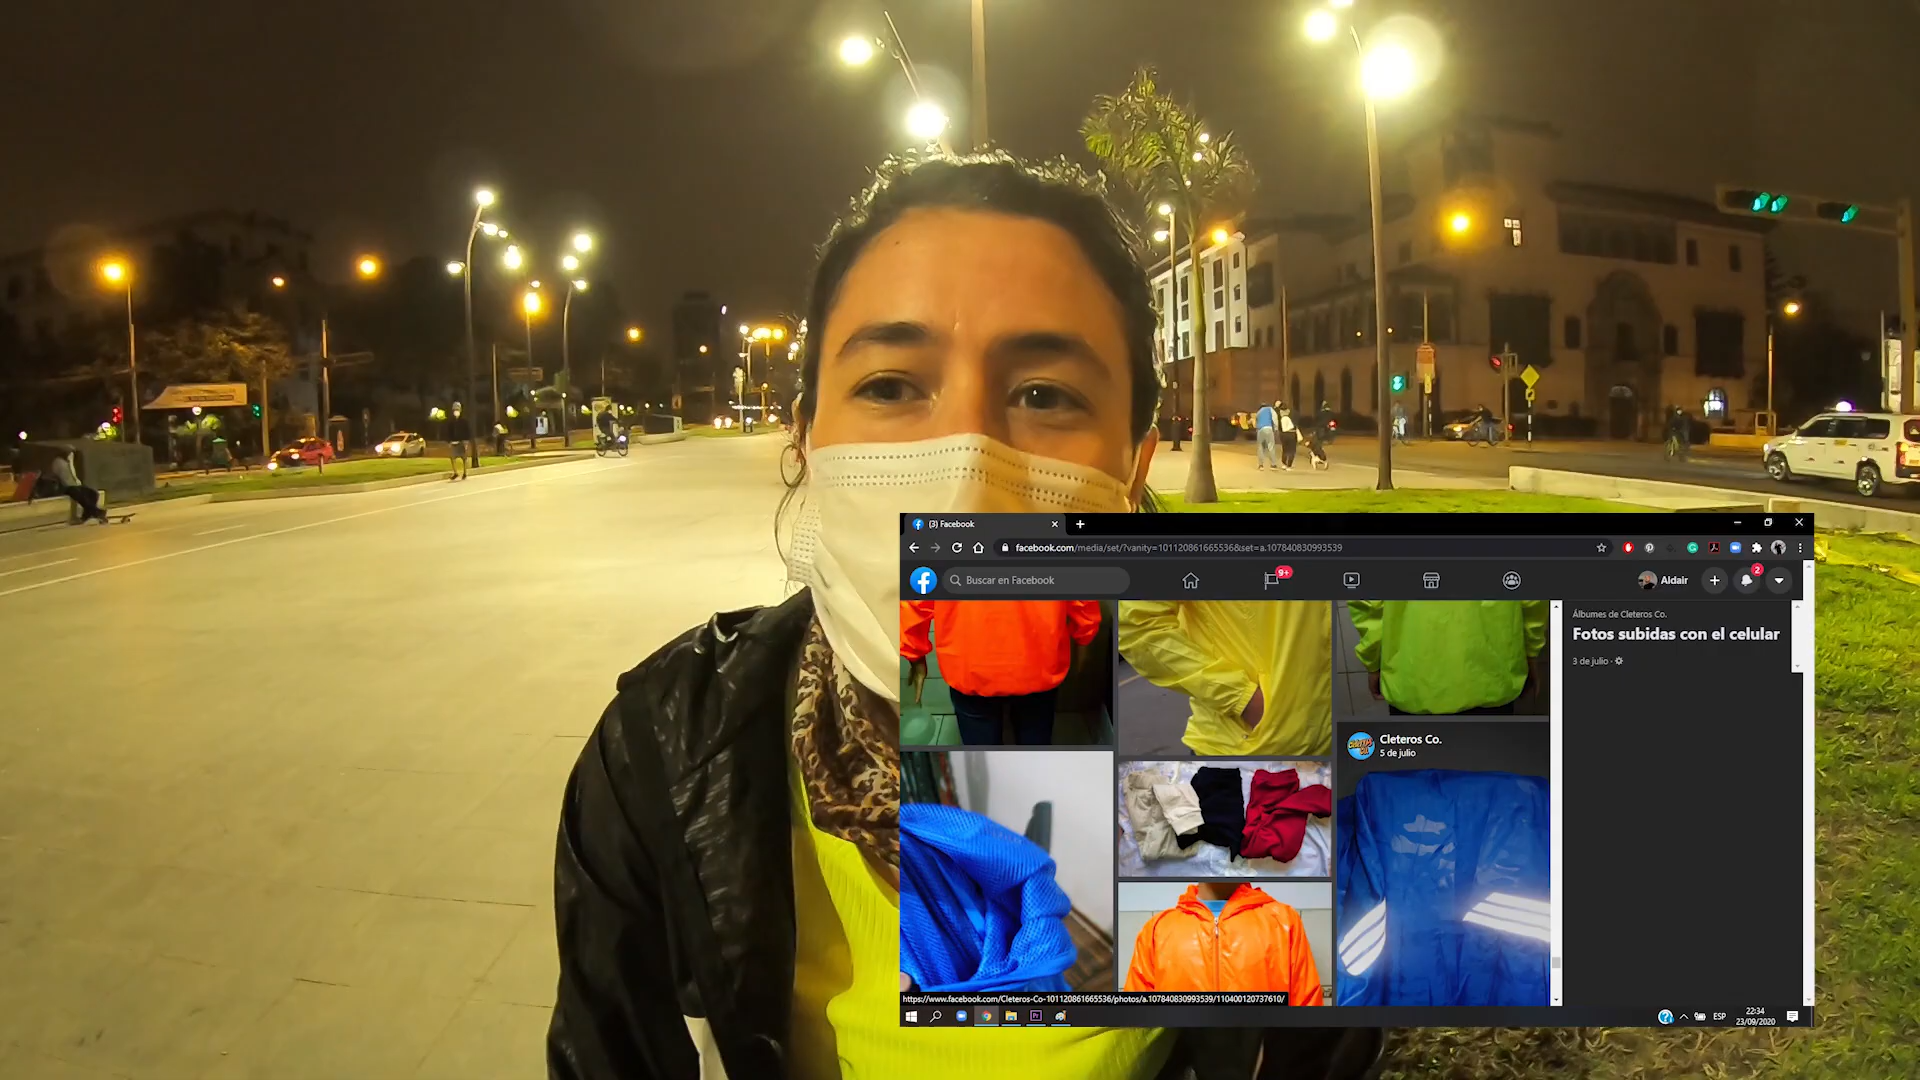 (3) Facebook
facebook.com/media/set/?vanity=101120861665536&set=a.107840830993539
Buscar en Facebook
9+
Aldair
2
Álbumes de Cleteros Co.
Fotos subidas con el celular
3 de julio
Cleteros Co.
5 de julio
https://www.facebook.com/Cleteros-Co-101120861665536/photos/a.107840830993539/110400120737610/
ESP
22:34
23/09/2020